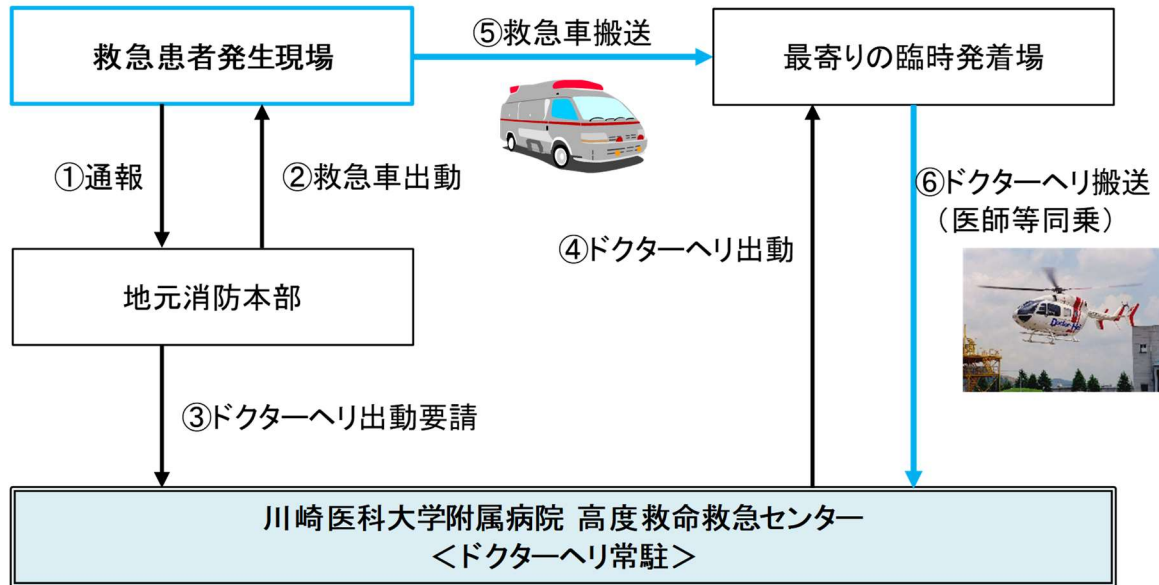 救急患者発生現場
⑤救急車搬送
最寄りの臨時発着場
①通報
②救急車出動
⑥ドクターヘリ搬送
（医師等同乗）
④ドクターヘリ出動
地元消防本部
③ドクターヘリ出動要請
川崎医科大学附属病院 高度救命救急センター
＜ドクターヘリ常駐＞